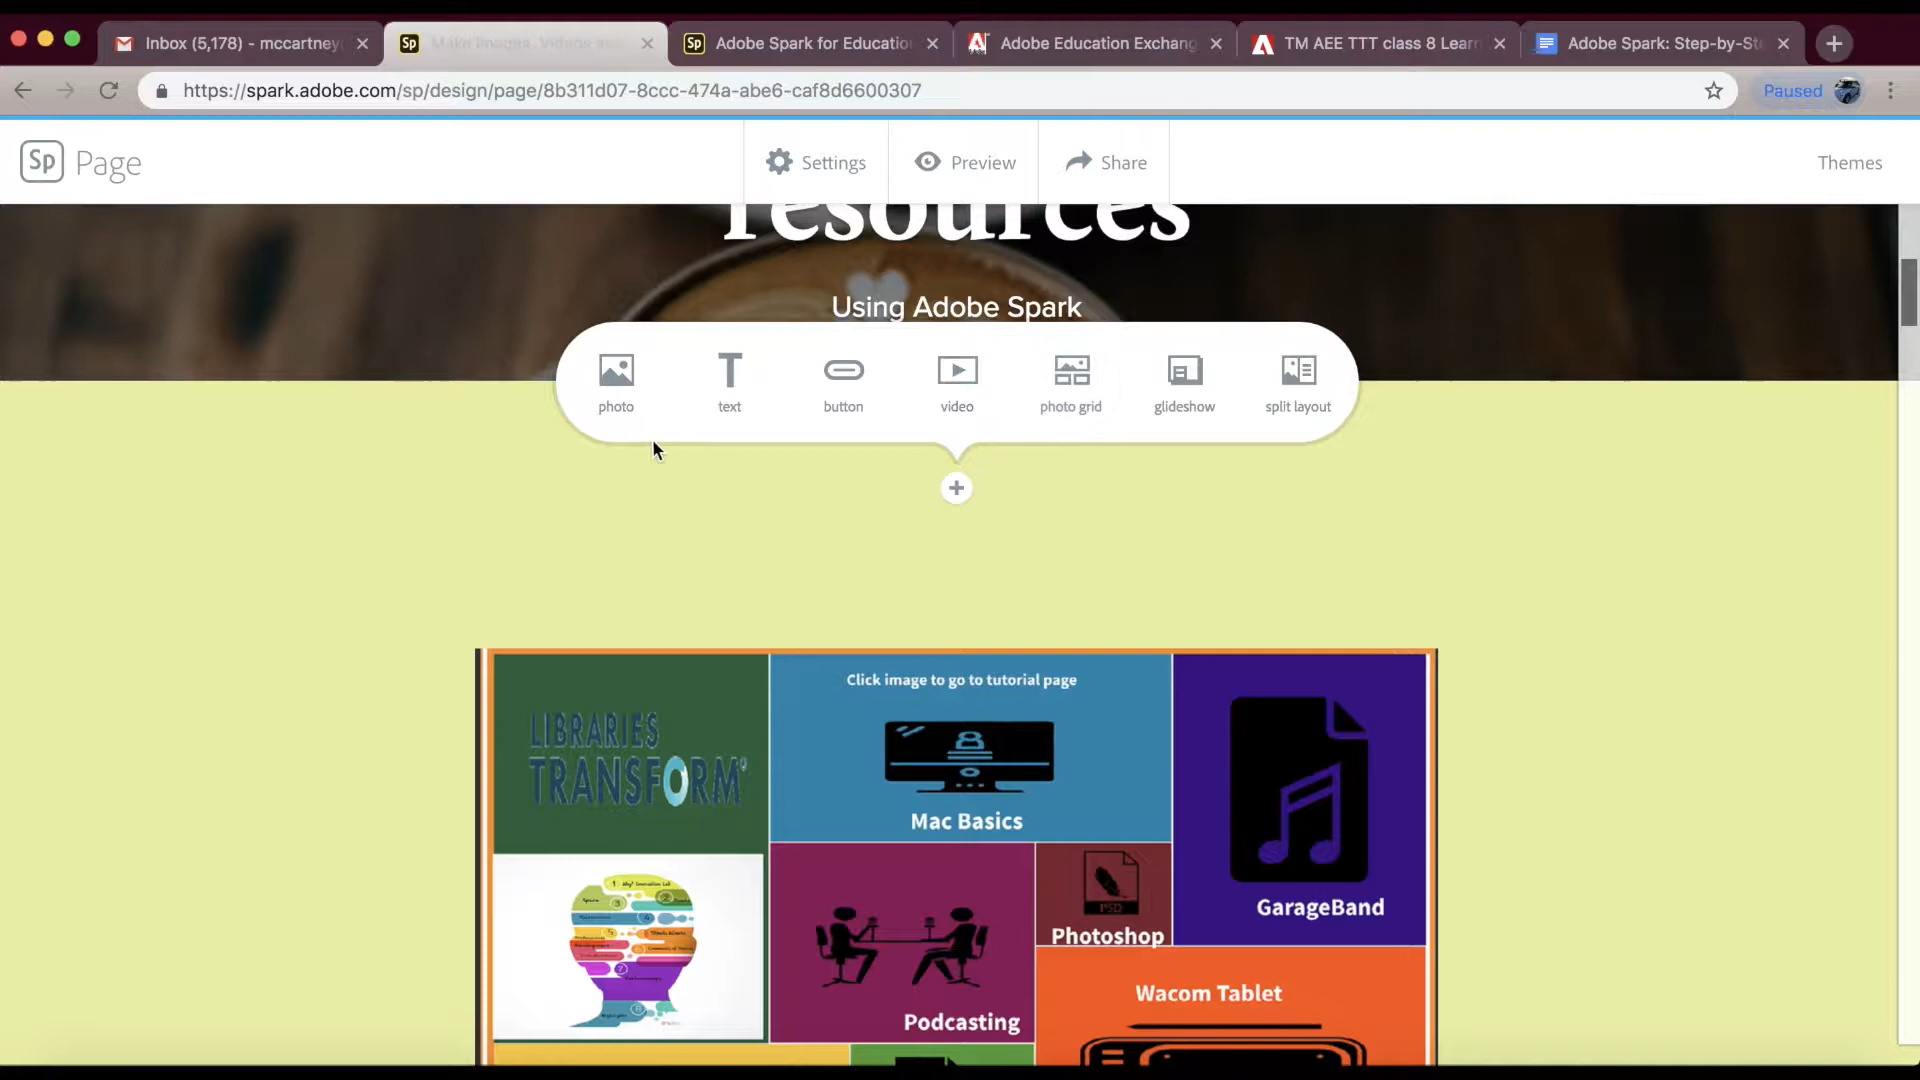 Inbox (5,178) - mccartney
Adobe Spark for Educatio
Adobe Education Exchang
TM AEE TTT class 8 Learn
Adobe Spark: Step-by-St
https://spark.adobe.com/sp/design/page/8b311d07-8ccc-474a-abe6-caf8d6600307
Paused
Sp Page
Settings
Preview
Share
Themes
resources
Using Adobe Spark
photo
text
button
video
photo grid
glideshow
split layout
LIBRARIES
TRANSFORM
Click image to go to tutorial page
Mac Basics
GarageBand
PSD
Photoshop
Podcasting
Wacom Tablet